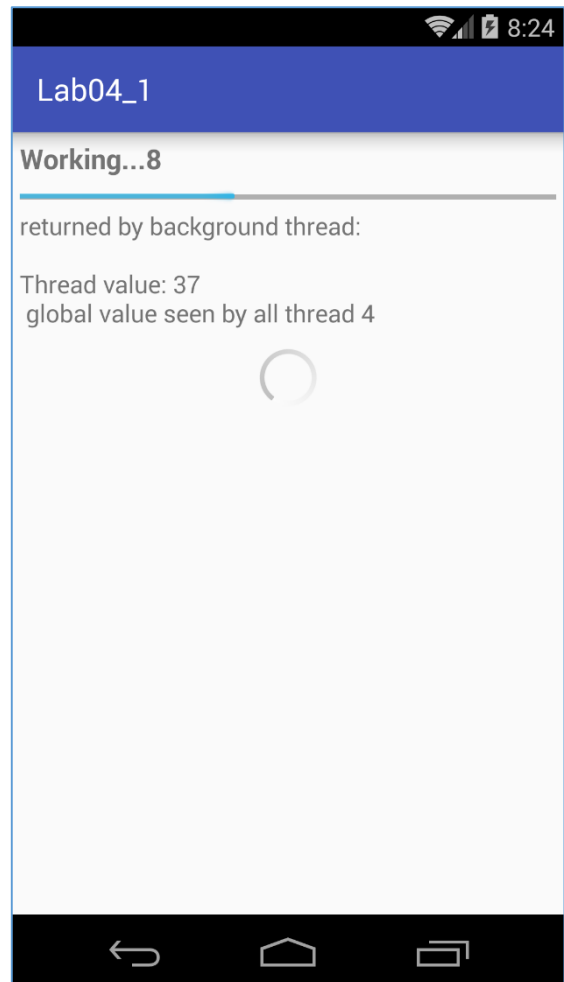 8:24
Lab04_1
Working...8
returned by background thread:
Thread value: 37
global value seen by all thread 4